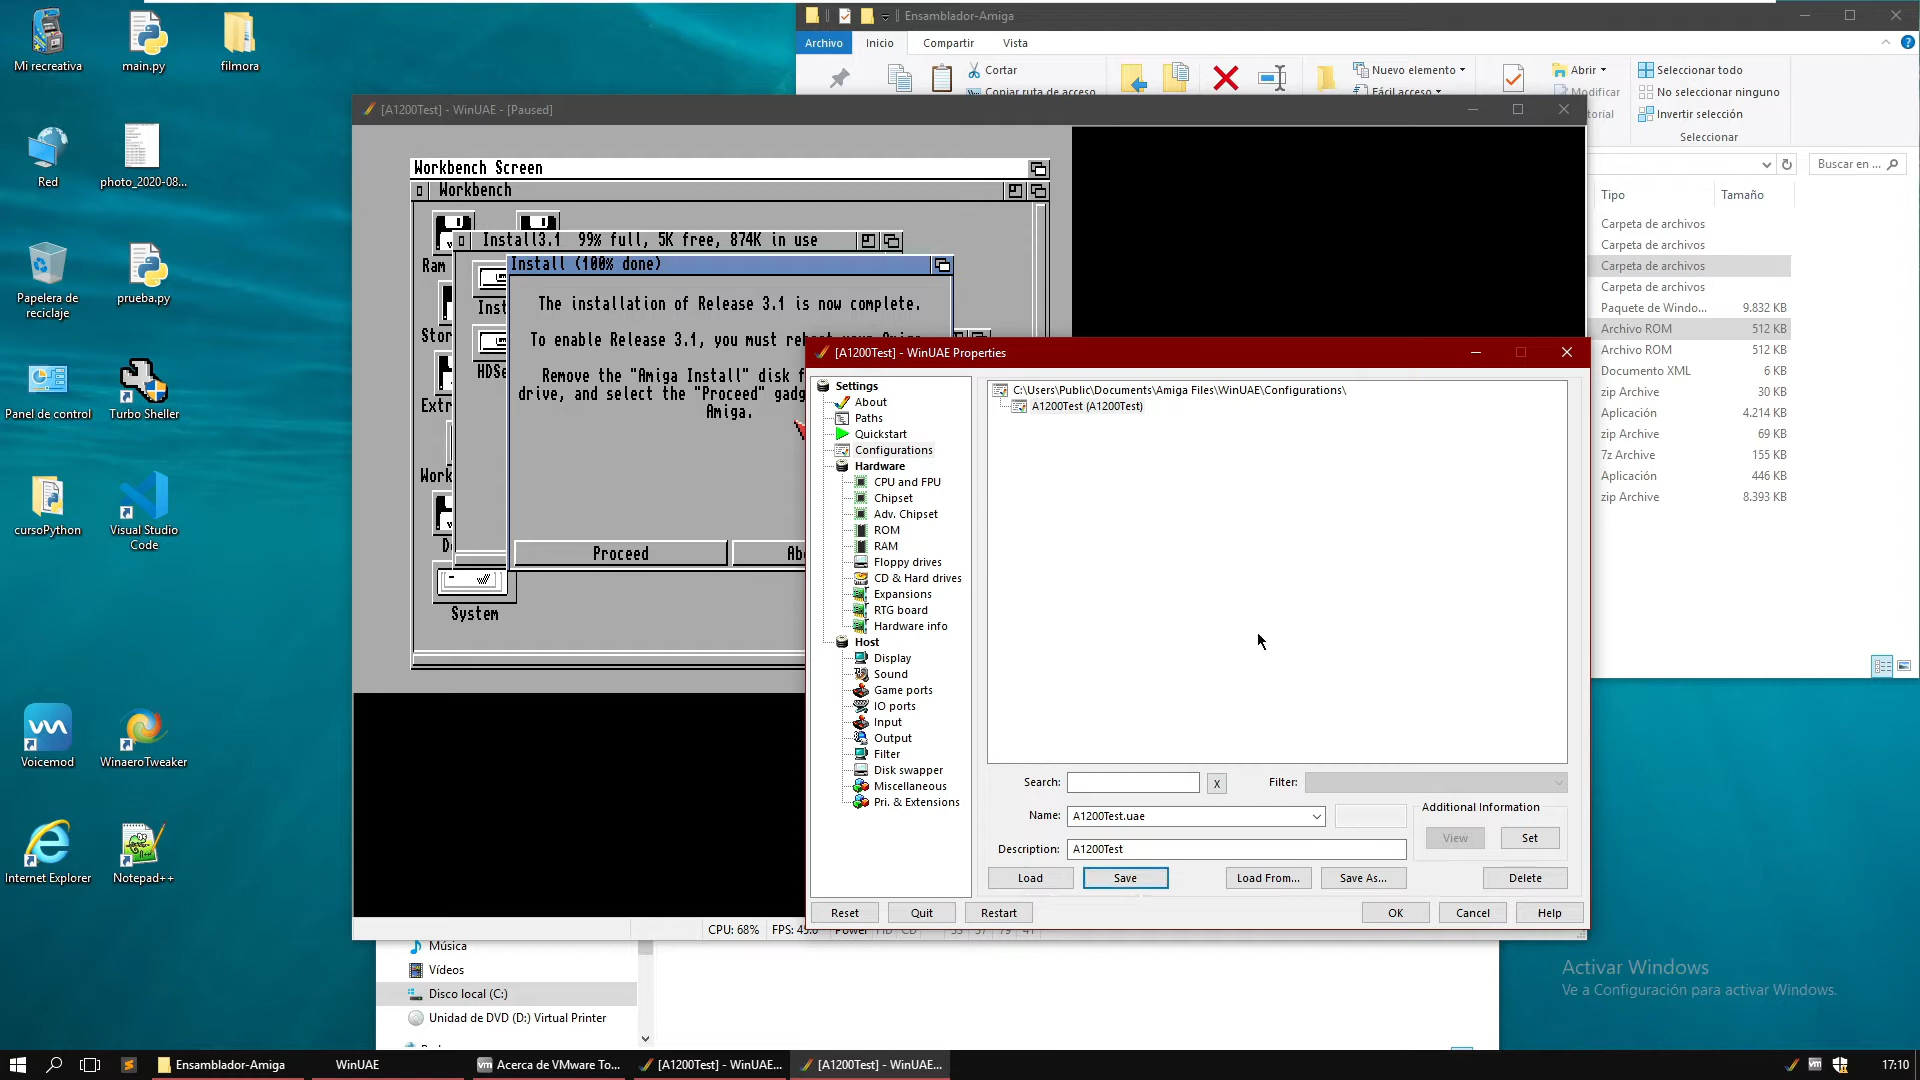 Mi recreativa
main.py
filmora
Red
photo_2020-08...
Papelera de
reciclaje
prueba.py
Panel de control
Turbo Sheller
cursoPython
Visual Studio
Code
Voicemod
WinaeroTweaker
Internet Explorer
Notepad++
Ensamblador-Amiga
Archivo
Inicio
Compartir
Vista
Cortar
Copiar ruta de acceso
Nuevo elemento
Fácil acceso
Abrir
Modificar
Seleccionar todo
No seleccionar ninguno
Invertir selección
Seleccionar
Buscar en ...
Tipo
Tamaño
Carpeta de archivos
Carpeta de archivos
Carpeta de archivos
Carpeta de archivos
Paquete de Windo... 9.832 KB
Archivo ROM 512 KB
Archivo ROM 512 KB
Documento XML 6 KB
zip Archive 30 KB
Aplicación 4.214 KB
zip Archive 69 KB
7z Archive 155 KB
Aplicación 446 KB
zip Archive 8.393 KB
[A1200Test] - WinUAE - [Paused]
Workbench Screen
Workbench
Install3.1 99% full, 5K free, 874K in use
Ram
Install (100% done)
The installation of Release 3.1 is now complete.
To enable Release 3.1, you must
Remove the "Amiga Install" disk
drive, and select the "Proceed"
Amiga.
Proceed
System
[A1200Test] - WinUAE Properties
Settings
About
Paths
Quickstart
Configurations
Hardware
CPU and FPU
Chipset
Adv. Chipset
ROM
RAM
Floppy drives
CD & Hard drives
Expansions
RTG board
Hardware info
Host
Display
Sound
Game ports
IO ports
Input
Output
Filter
Disk swapper
Miscellaneous
Pri. & Extensions
C:\Users\Public\Documents\Amiga Files\WinUAE\Configurations\
A1200Test (A1200Test)
Search:
X
Filter:
Name:
A1200Test.uae
Additional Information
View
Set
Description:
A1200Test
Load
Save
Load From...
Save As...
Delete
Reset
Quit
Restart
OK
Cancel
Help
CPU: 68%
Música
Vídeos
Disco local (C:)
Unidad de DVD (D:) Virtual Printer
Activar Windows
Ve a Configuración para activar Windows.
Ensamblador-Amiga
WinUAE
Acerca de VMware To...
[A1200Test] - WinUAE...
[A1200Test] - WinUAE...
17:10